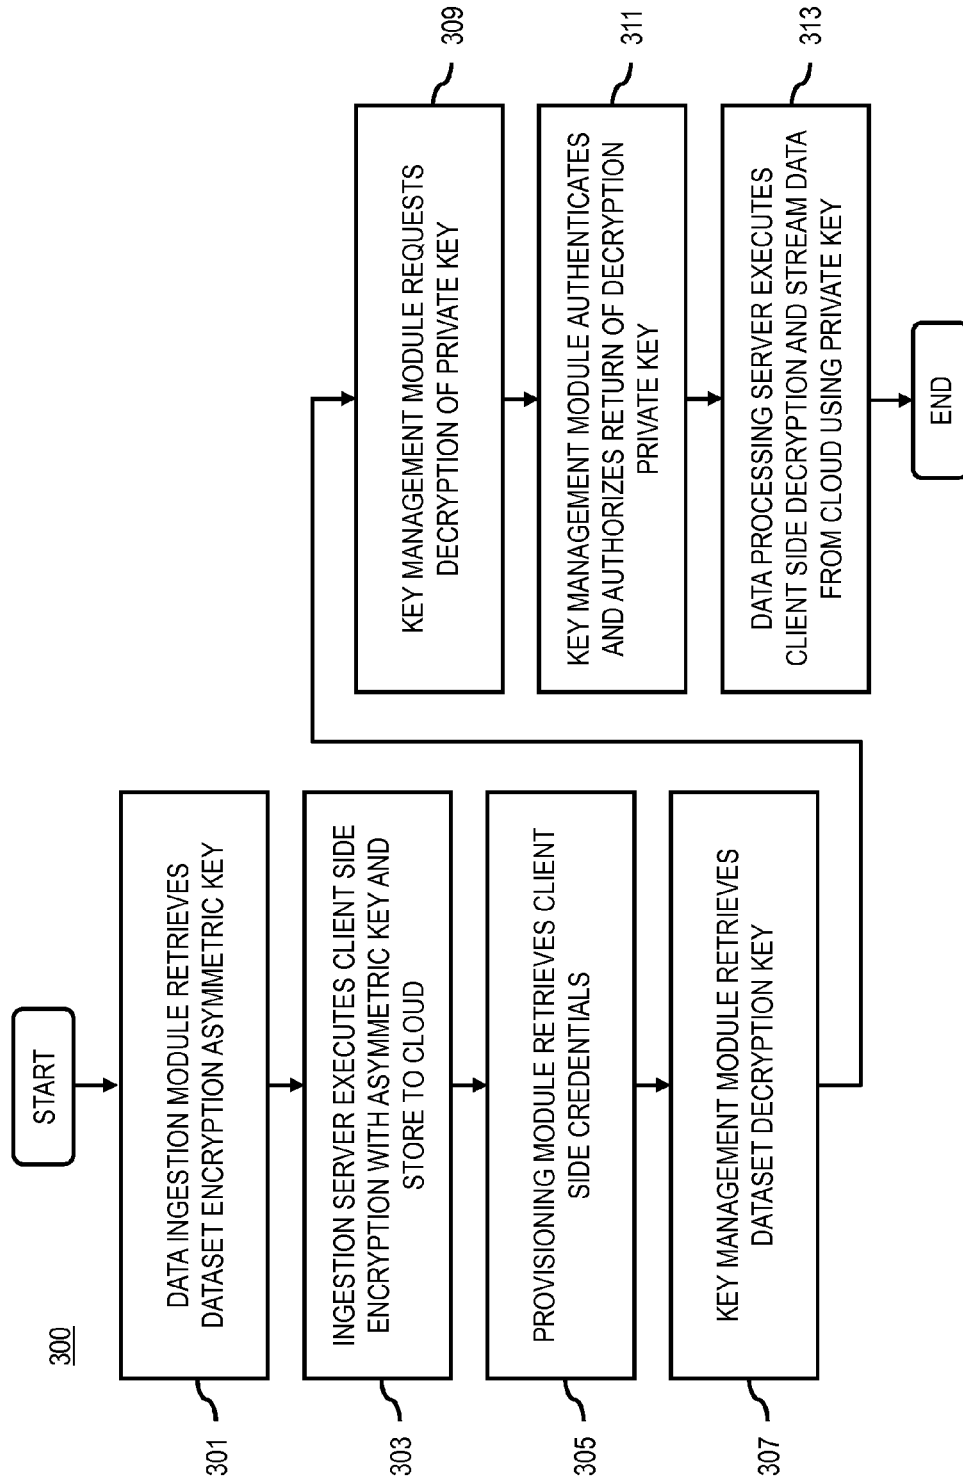 300
START
301
DATA INGESTION MODULE RETRIEVES
DATASET ENCRYPTION ASYMMETRIC KEY
303
INGESTION SERVER EXECUTES CLIENT SIDE
ENCRYPTION WITH ASYMMETRIC KEY AND
STORE TO CLOUD
305
PROVISIONING MODULE RETRIEVES CLIENT
SIDE CREDENTIALS
307
KEY MANAGEMENT MODULE RETRIEVES
DATASET DECRYPTION KEY
KEY MANAGEMENT MODULE REQUESTS
DECRYPTION OF PRIVATE KEY
309
KEY MANAGEMENT MODULE AUTHENTICATES
AND AUTHORIZES RETURN OF DECRYPTION
PRIVATE KEY
311
DATA PROCESSING SERVER EXECUTES
CLIENT SIDE DECRYPTION AND STREAM DATA
FROM CLOUD USING PRIVATE KEY
313
END